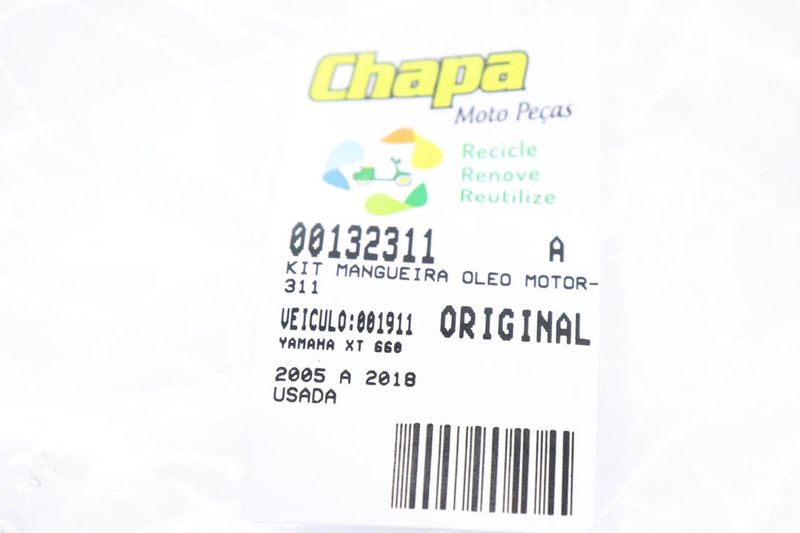 Chapa
Moto Peças
Recicle
Renove
Reutilize
00132311 A
KIT MANGUEIRA OLEO MOTOR-
311
VEICULO:001911 ORIGINAL
YAMAHA XT 660
2005 A 2018
USADA